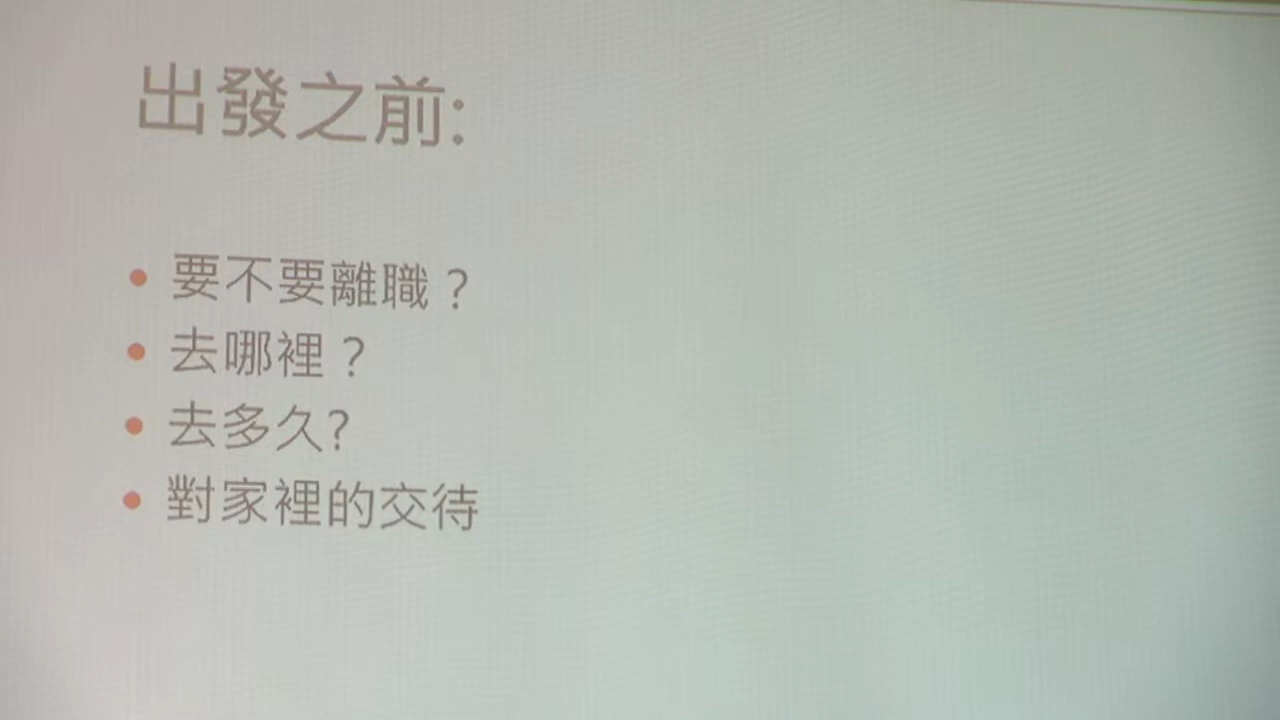 出發之前:
• 要不要離職？
• 去哪裡？
• 去多久?
• 對家裡的交待